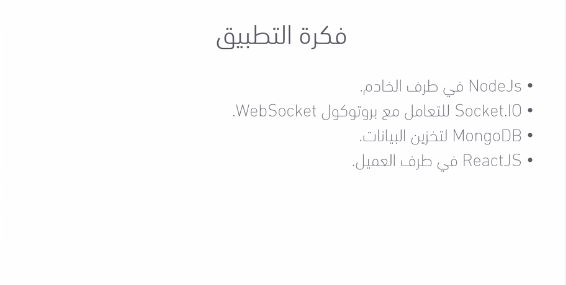 فكرة التطبيق
• NodeJs في طرف الخادم.
• Socket.IO للتعامل مع بروتوكول WebSocket.
• MongoDB لتخزين البيانات.
• ReactJS في طرف العميل.